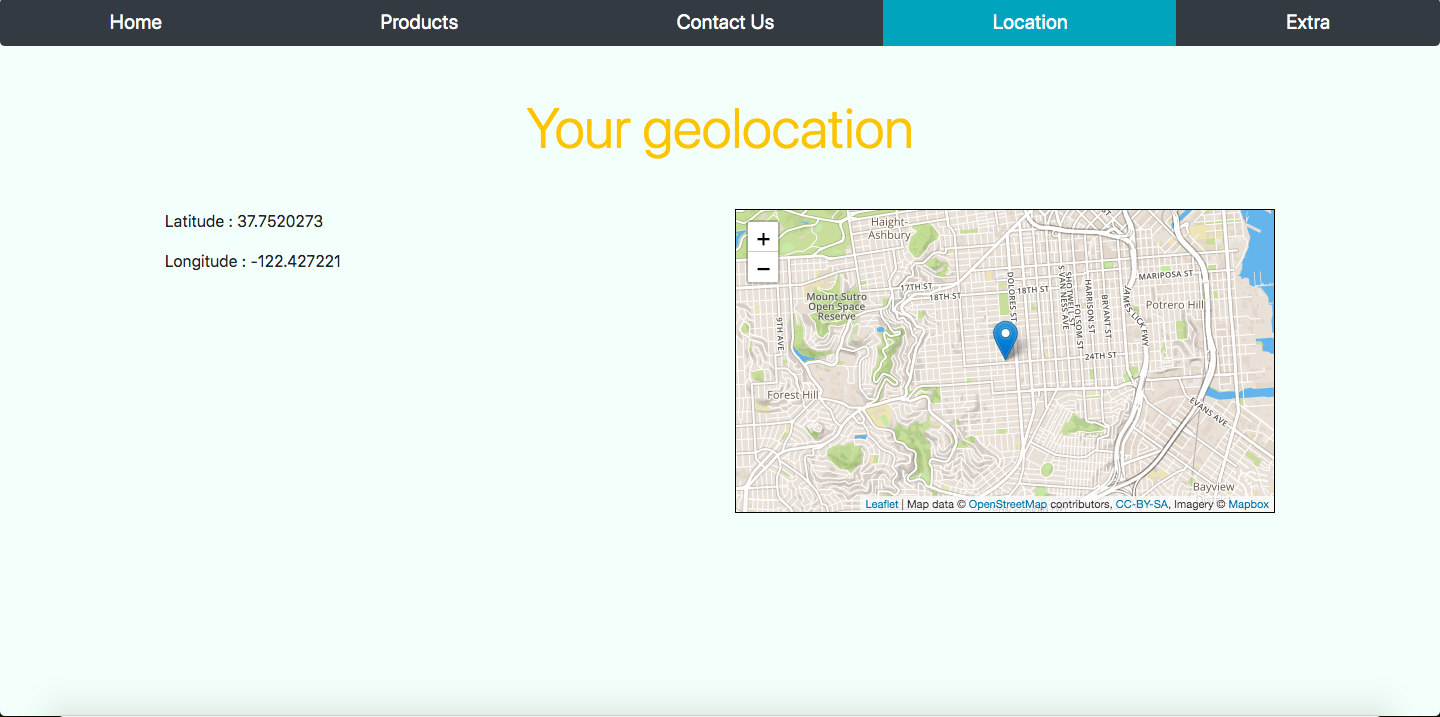 Home Products Contact Us Location Extra
Your geolocation
Latitude : 37.7520273
Longitude : -122.427221
+
−
Haight-
Ashbury
MARIPOSA ST
17TH ST
18TH ST
18TH ST
DOLORES ST
S VAN NESS AVE
SHOTWELL ST
FOLSOM ST
HARRISON ST
BRYANT ST
JAMES LICK FWY
Potrero Hill
Mount Sutro
Open Space
Reserve
9TH AVE
24TH ST
Forest Hill
EVANS AVE
Bayview
Leaflet | Map data © OpenStreetMap contributors, CC-BY-SA, Imagery © Mapbox